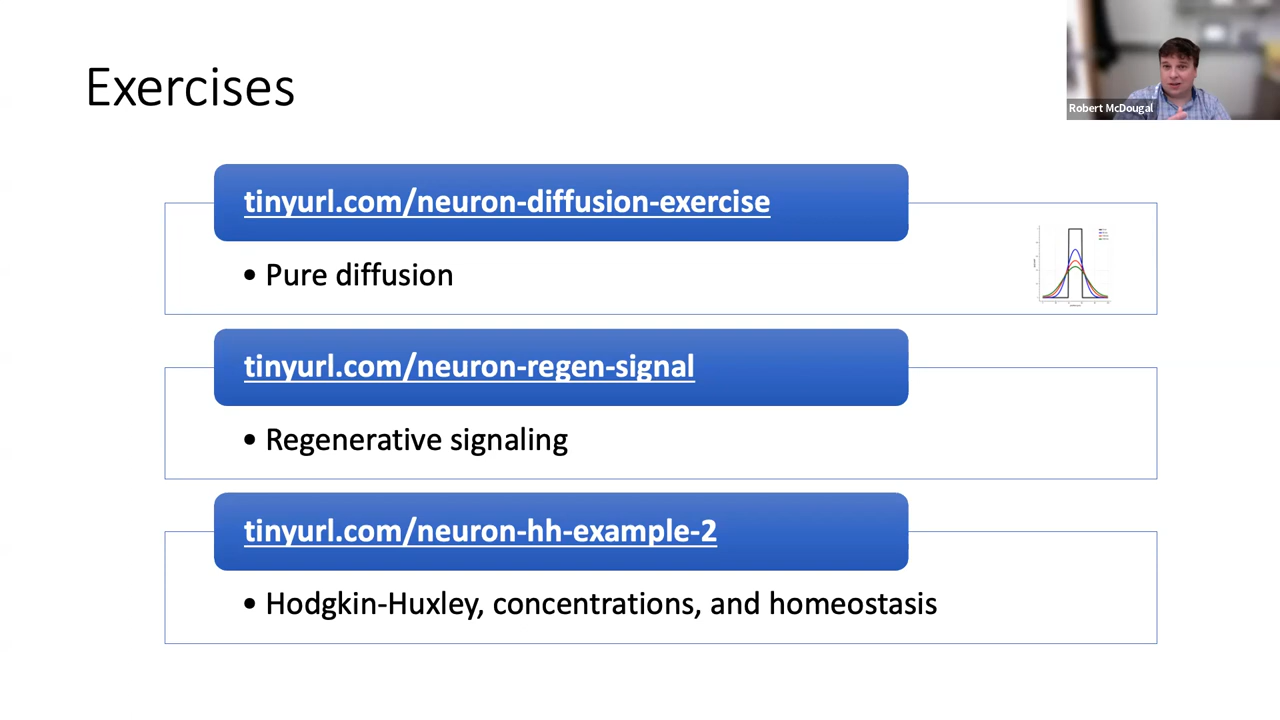 Exercises
Robert McDougal
tinyurl.com/neuron-diffusion-exercise
• Pure diffusion
tinyurl.com/neuron-regen-signal
• Regenerative signaling
tinyurl.com/neuron-hh-example-2
• Hodgkin-Huxley, concentrations, and homeostasis